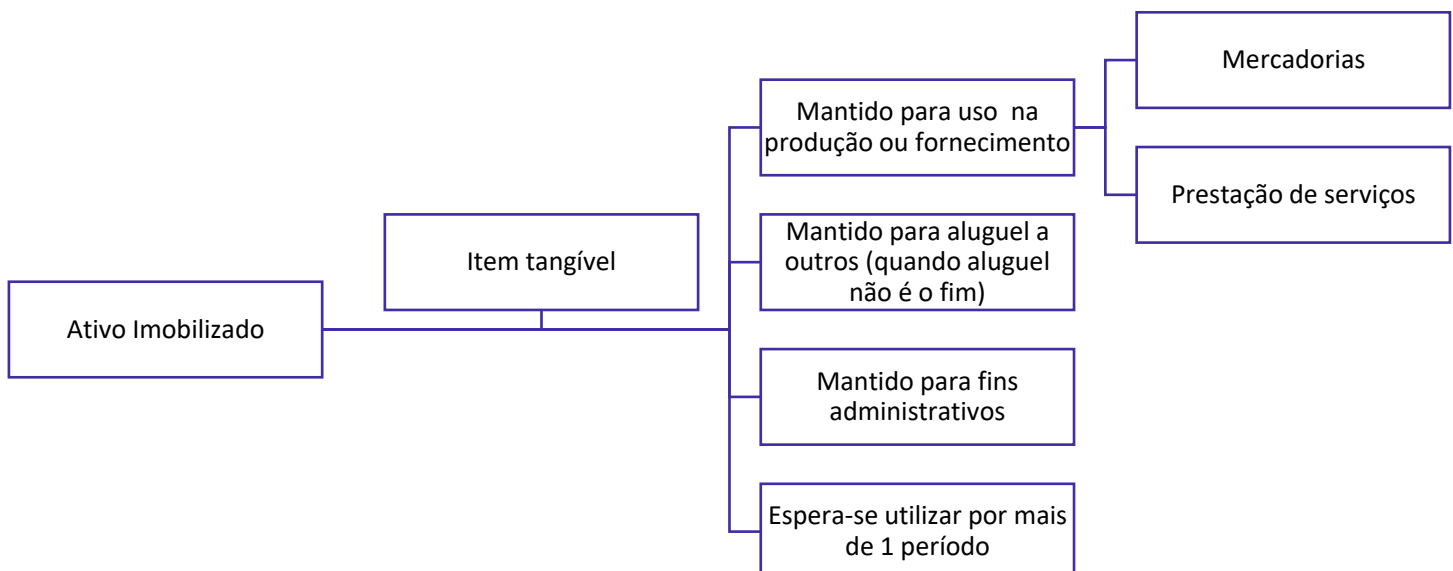 Ativo Imobilizado
Item tangível
Mantido para uso na
produção ou fornecimento
Mercadorias
Prestação de serviços
Mantido para aluguel a
outros (quando aluguel
não é o fim)
Mantido para fins
administrativos
Espera-se utilizar por mais
de 1 período